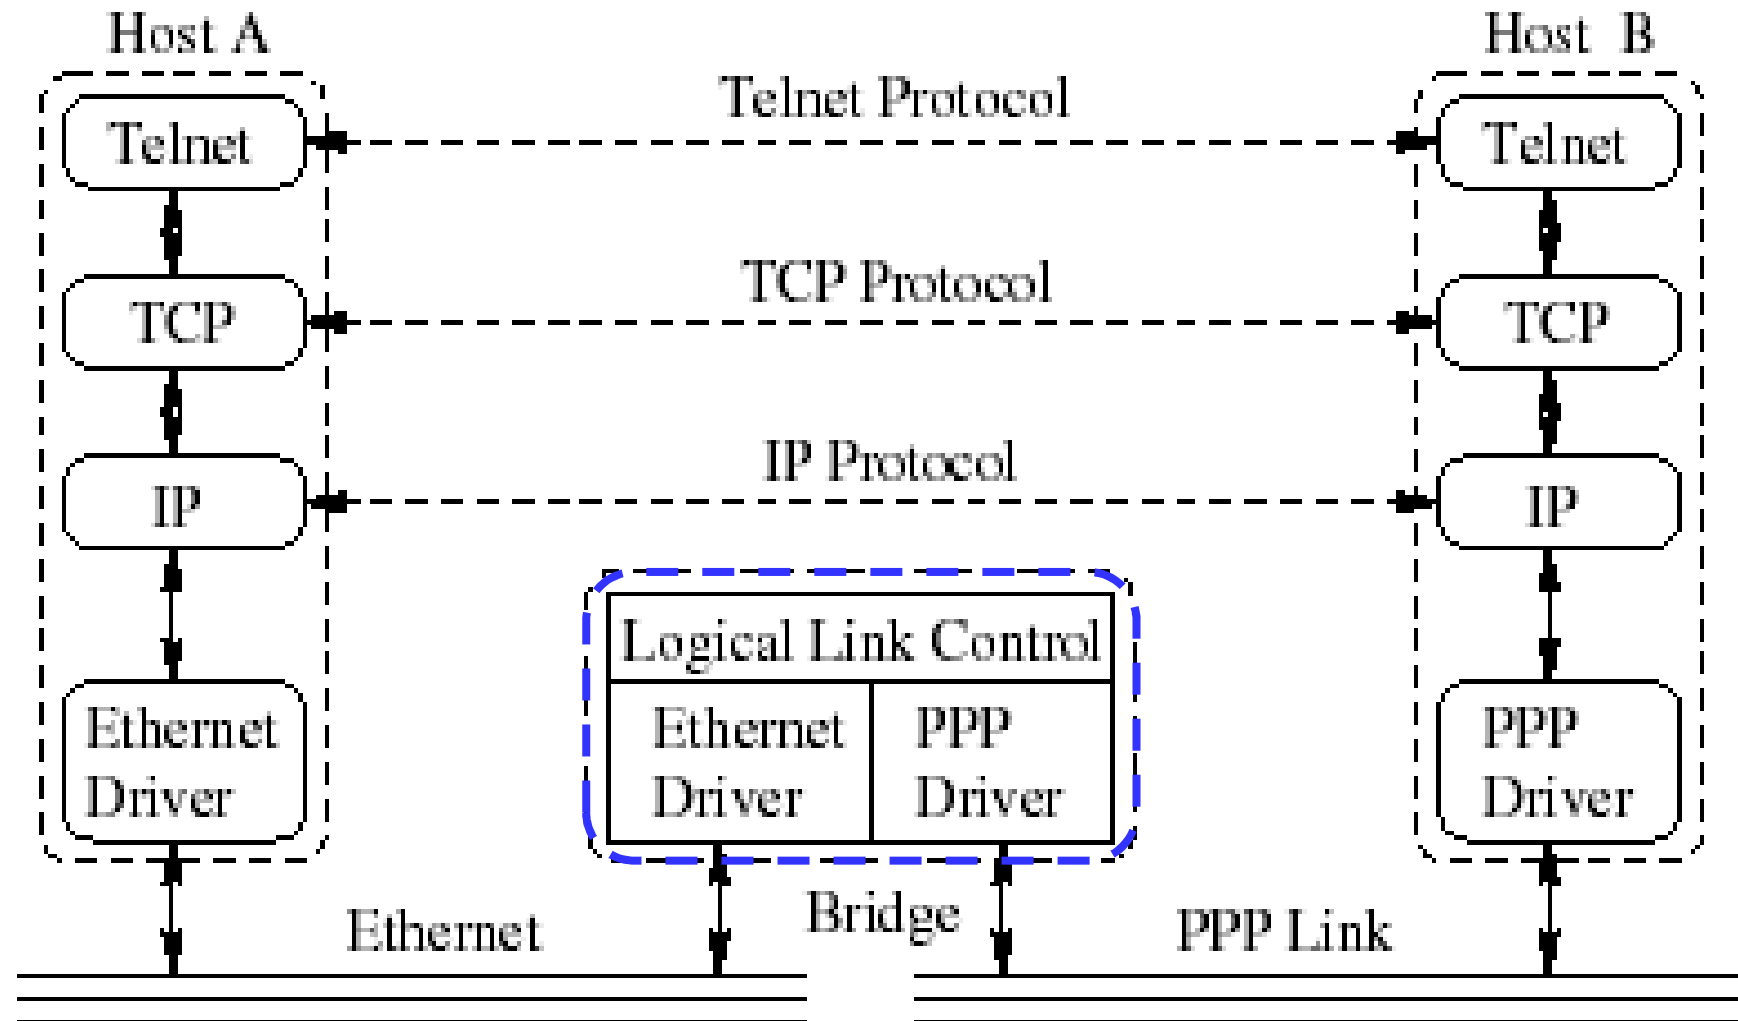 Host A
Host B
Telnet Protocol
Telnet
Telnet
TCP Protocol
TCP
TCP
IP Protocol
IP
IP
Logical Link Control
Ethernet
Driver
Ethernet
Driver
PPP
Driver
PPP
Driver
Ethernet
Bridge
PPP Link